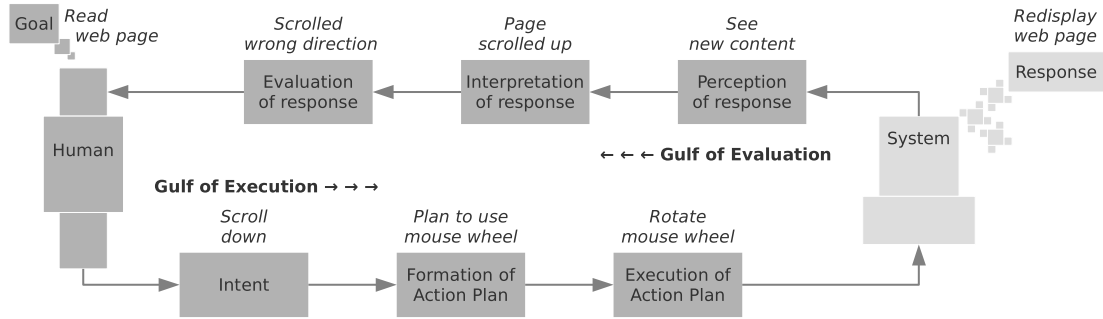 Goal
Read
web page
Scrolled
wrong direction
Page
scrolled up
See
new content
Redisplay
web page
Evaluation
of response
Interpretation
of response
Perception
of response
Response
Human
System
← ← ← Gulf of Evaluation
Gulf of Execution → → →
Scroll
down
Plan to use
mouse wheel
Rotate
mouse wheel
Intent
Formation of
Action Plan
Execution of
Action Plan